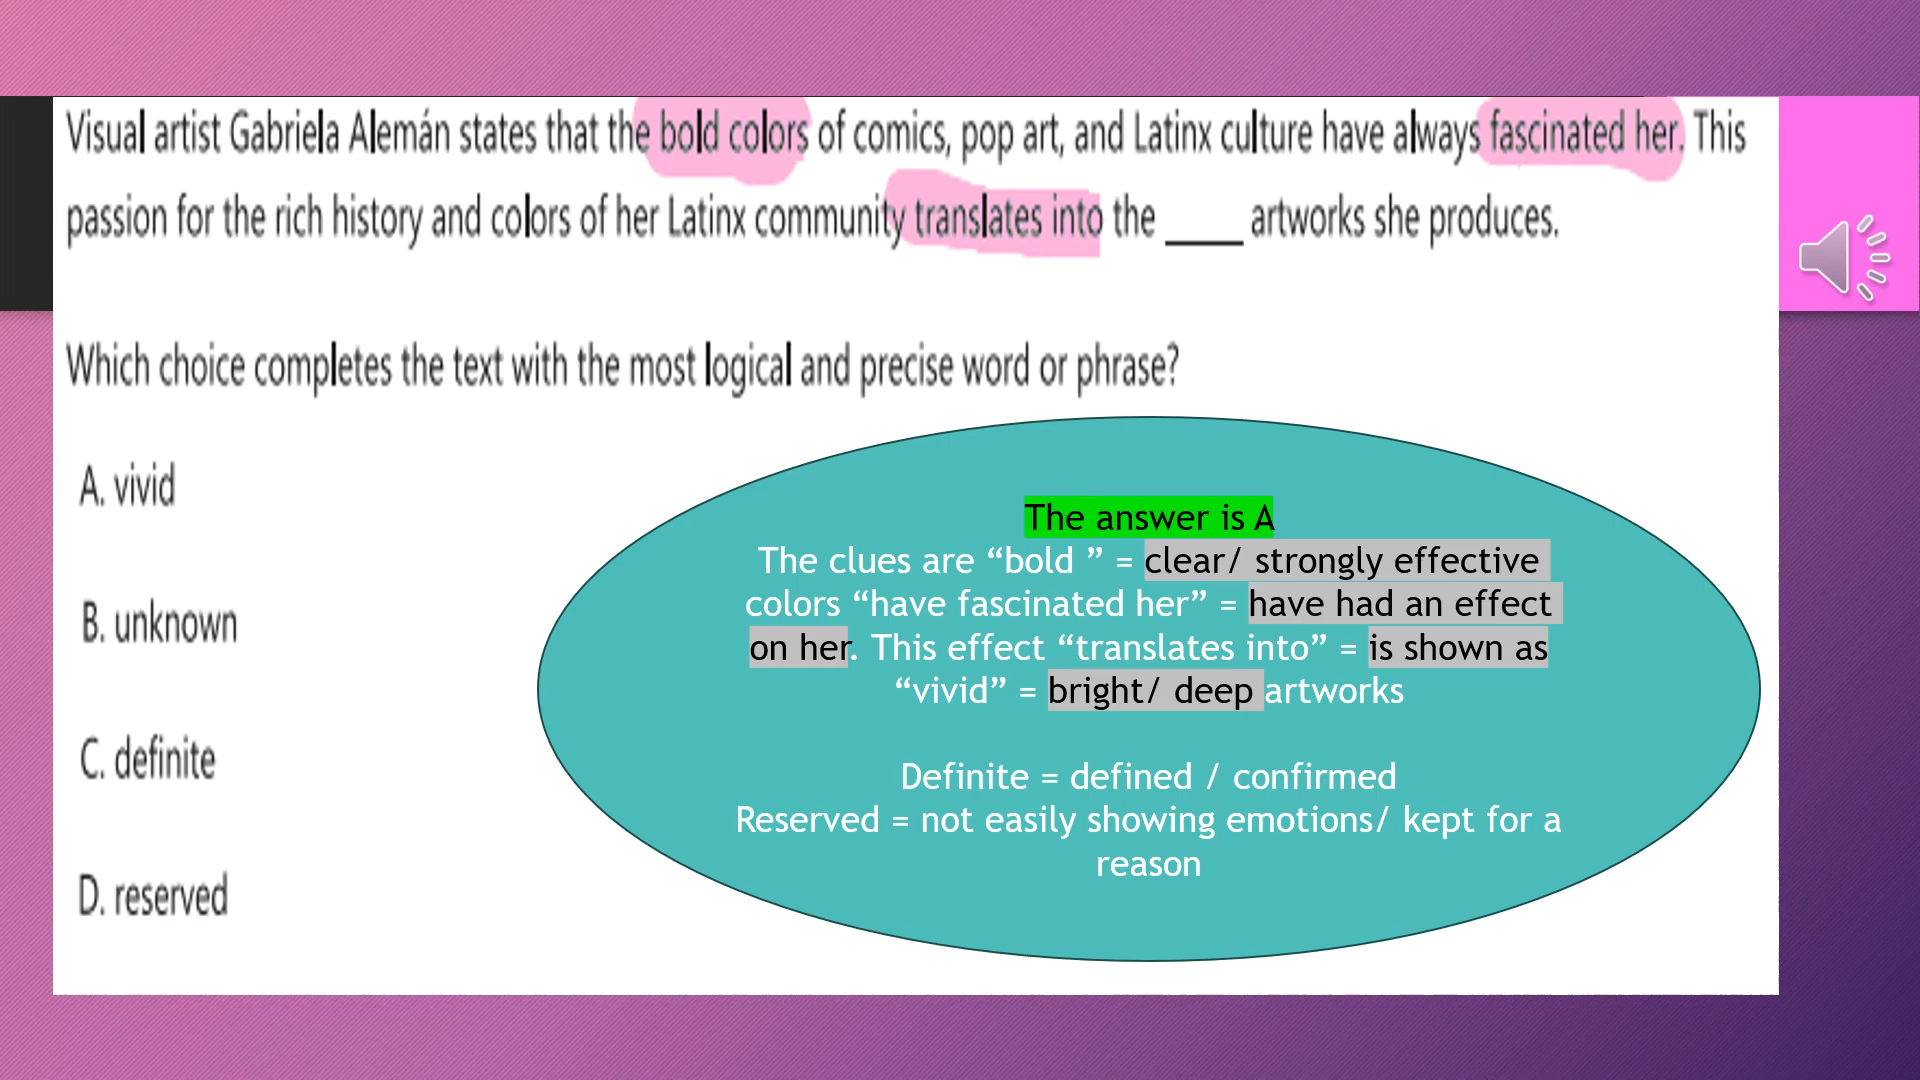 Visual artist Gabriela Alemán states that the bold colors of comics, pop art, and Latinx culture have always fascinated her. This
passion for the rich history and colors of her Latinx community translates into the ____ artworks she produces.
Which choice completes the text with the most logical and precise word or phrase?
A. vivid
B. unknown
C. definite
D. reserved
The answer is A
The clues are “bold ” = clear/ strongly effective
colors “have fascinated her” = have had an effect
on her. This effect “translates into” = is shown as
“vivid” = bright/ deep artworks
Definite = defined / confirmed
Reserved = not easily showing emotions/ kept for a
reason